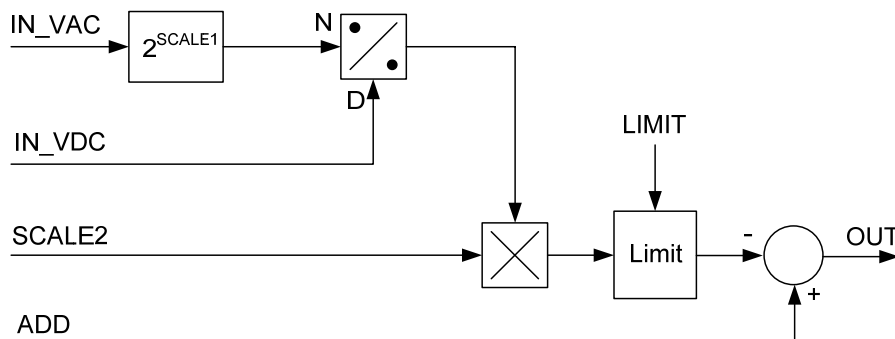 IN_VAC
2^SCALE1
N
D
IN_VDC
LIMIT
SCALE2
Limit
-
OUT
+
ADD